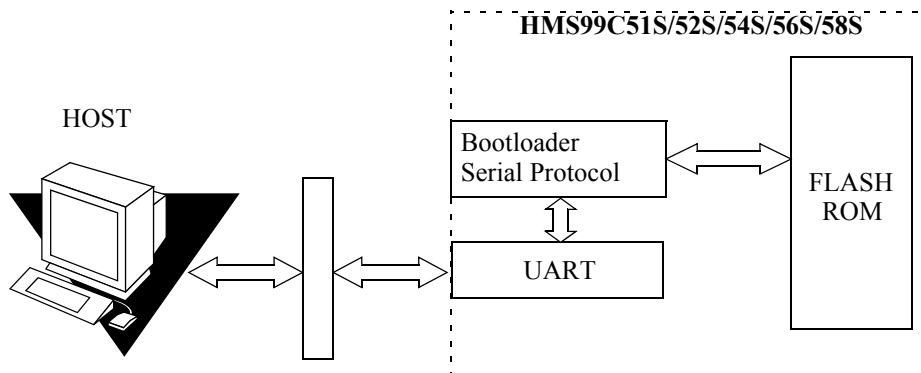 HMS99C51S/52S/54S/56S/58S
HOST
Bootloader
Serial Protocol
FLASH
ROM
UART